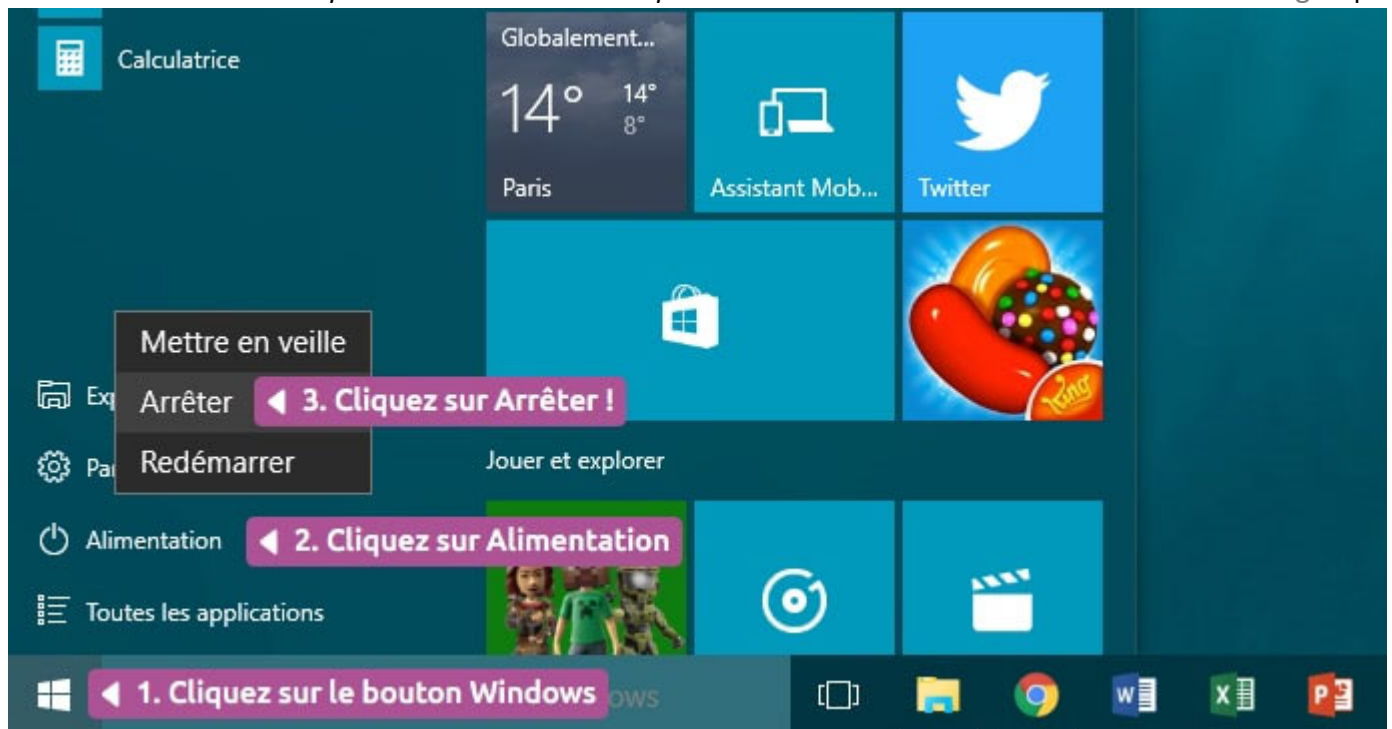 Calculatrice
Globalement...
14° 14°
8°
Paris
Assistant Mob...
Twitter
Mettre en veille
Arrêter
3. Cliquez sur Arrêter !
Redémarrer
King
Jouer et explorer
Alimentation
2. Cliquez sur Alimentation
Toutes les applications
1. Cliquez sur le bouton Windows